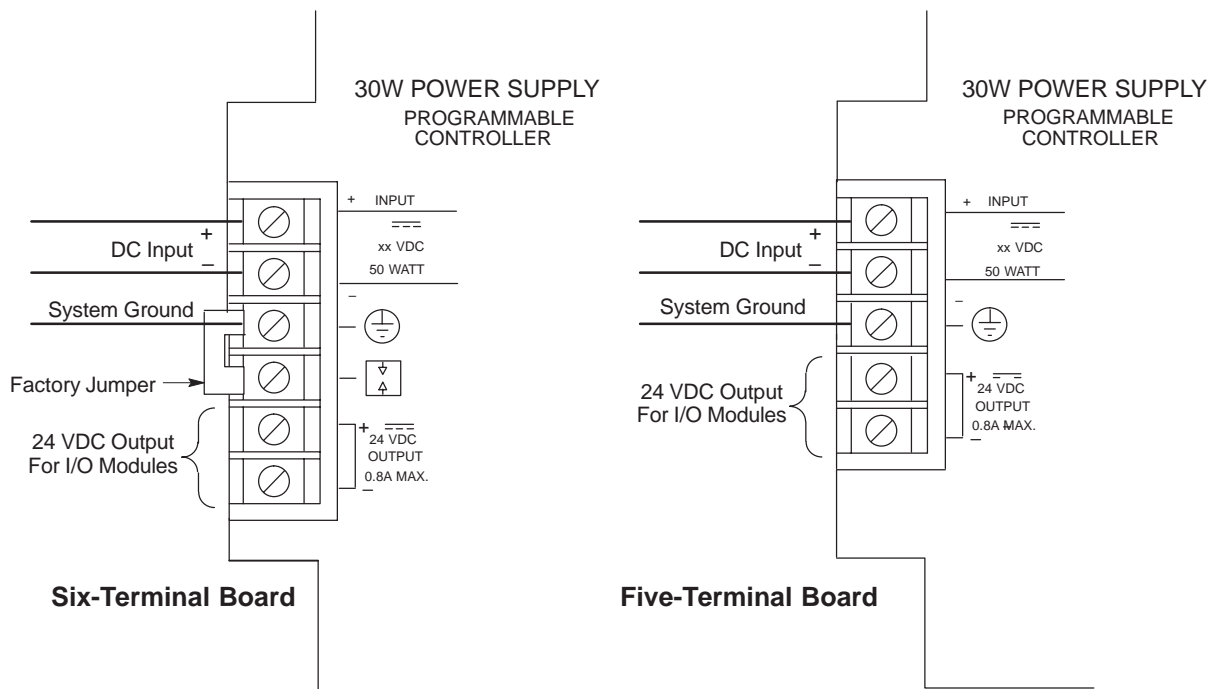 30W POWER SUPPLY
PROGRAMMABLE
CONTROLLER
+ INPUT
xx VDC
50 WATT
–
+
DC Input
–
System Ground
Factory Jumper
24 VDC Output
For I/O Modules
+
24 VDC
OUTPUT
0.8A MAX.
–
Six-Terminal Board
30W POWER SUPPLY
PROGRAMMABLE
CONTROLLER
+ INPUT
xx VDC
50 WATT
–
+
DC Input
–
System Ground
24 VDC Output
For I/O Modules
+
24 VDC
OUTPUT
0.8A MAX.
–
Five-Terminal Board